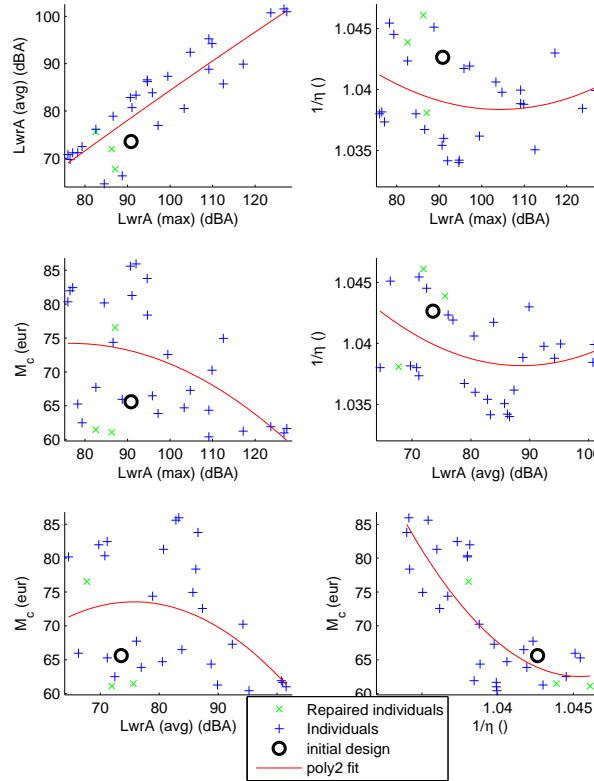 100
90
80
70
LwrA (avg) (dBA)
80 90 100 110 120
LwrA (max) (dBA)
1.045
1.04
1.035
1/η ()
80 90 100 110 120
LwrA (max) (dBA)
85
80
75
70
65
60
M_c (eur)
80 90 100 110 120
LwrA (max) (dBA)
1.045
1.04
1.035
1/η ()
70 80 90 100
LwrA (avg) (dBA)
85
80
75
70
65
60
M_c (eur)
70 80 90 100
LwrA (avg) (dBA)
85
80
75
70
65
60
M_c (eur)
1.04 1.045
1/η ()
Repaired individuals
Individuals
initial design
poly2 fit